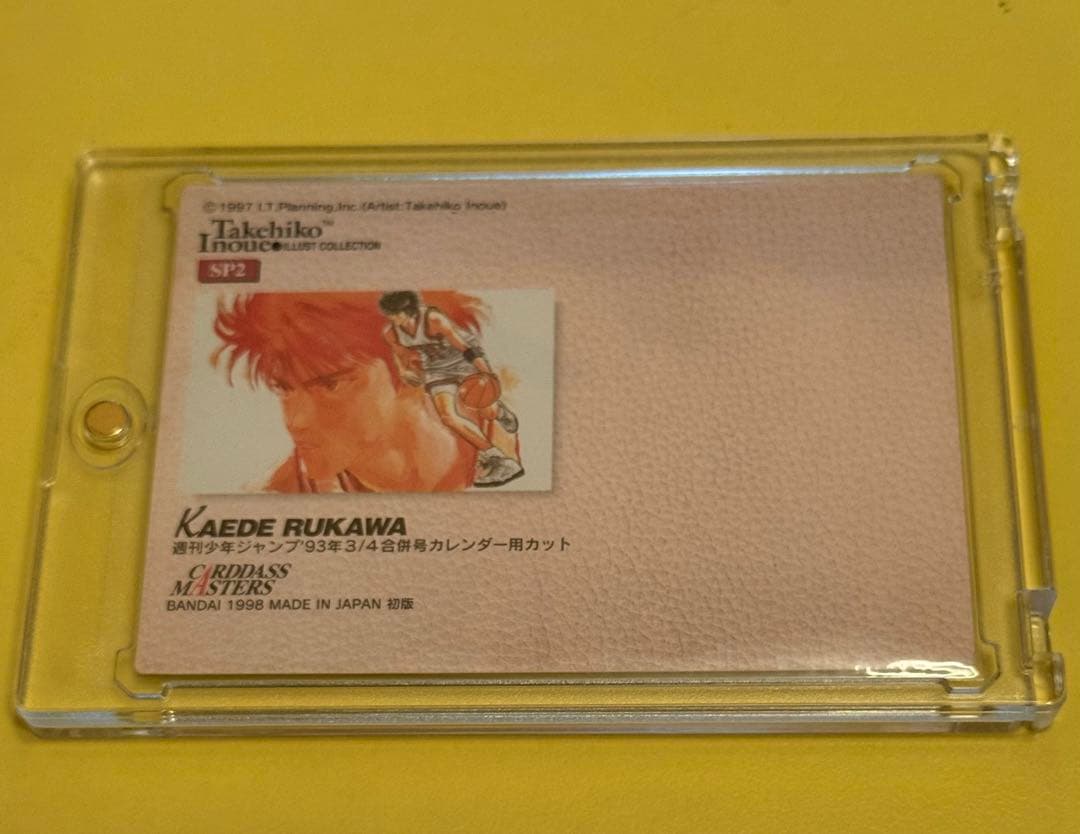 ©1997 I.T.Planning,Inc.(Artist:Takehiko Inoue)
Takehiko™
Inoue●ILLUST COLLECTION
SP2
KAEDE RUKAWA
週刊少年ジャンプ'93年3/4合併号カレンダー用カット
CARDDASS
MASTERS
BANDAI 1998 MADE IN JAPAN 初版